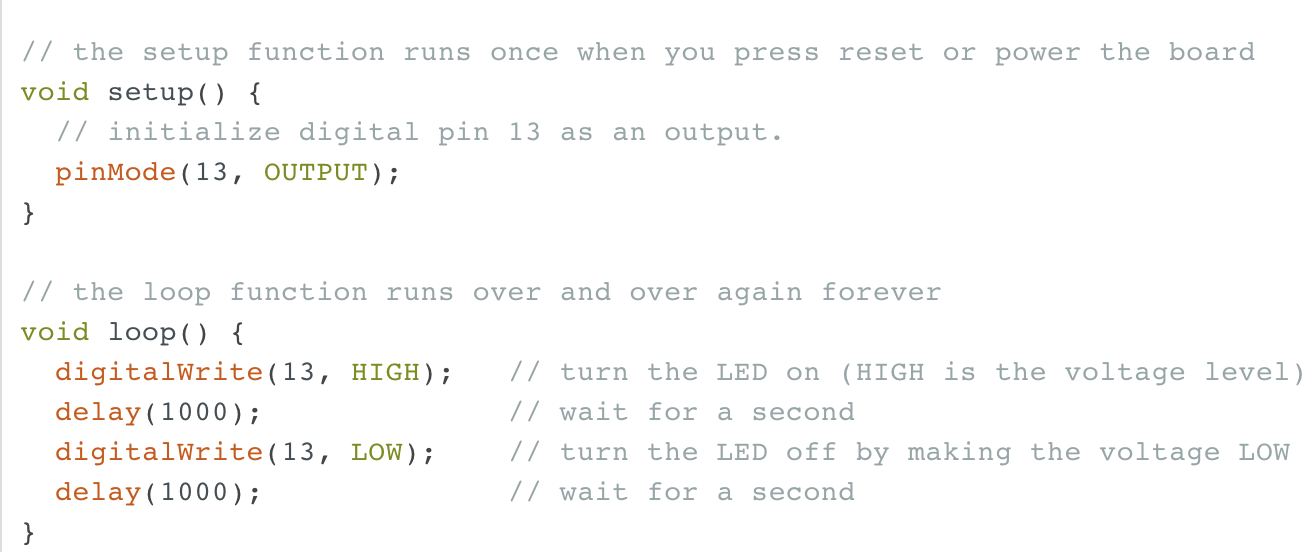 // the setup function runs once when you press reset or power the board
void setup() {
  // initialize digital pin 13 as an output.
  pinMode(13, OUTPUT);
}

// the loop function runs over and over again forever
void loop() {
  digitalWrite(13, HIGH);   // turn the LED on (HIGH is the voltage level)
  delay(1000);              // wait for a second
  digitalWrite(13, LOW);    // turn the LED off by making the voltage LOW
  delay(1000);              // wait for a second
}